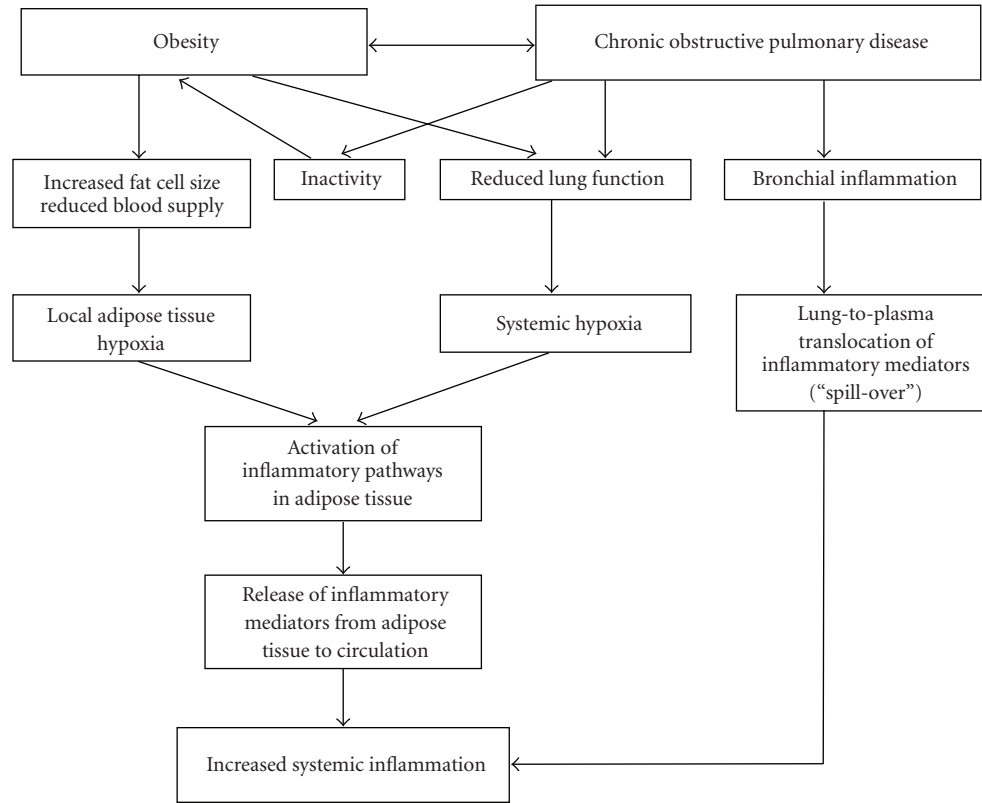 Obesity
Chronic obstructive pulmonary disease
Increased fat cell size
reduced blood supply
Inactivity
Reduced lung function
Bronchial inflammation
Local adipose tissue
hypoxia
Systemic hypoxia
Lung-to-plasma
translocation of
inflammatory mediators
(“spill-over”)
Activation of
inflammatory pathways
in adipose tissue
Release of inflammatory
mediators from adipose
tissue to circulation
Increased systemic inflammation